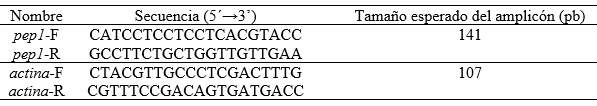 Nombre Secuencia (5´→3’) Tamaño esperado del amplicón (pb)
pep1-F CATCCTCCTCCTCACGTACC 141
pep1-R GCCTTCTGCTGGTTGTTGAA
actina-F CTACGTTGCCCTCGACTTTG 107
actina-R CGTTTCCGACAGTGATGACC